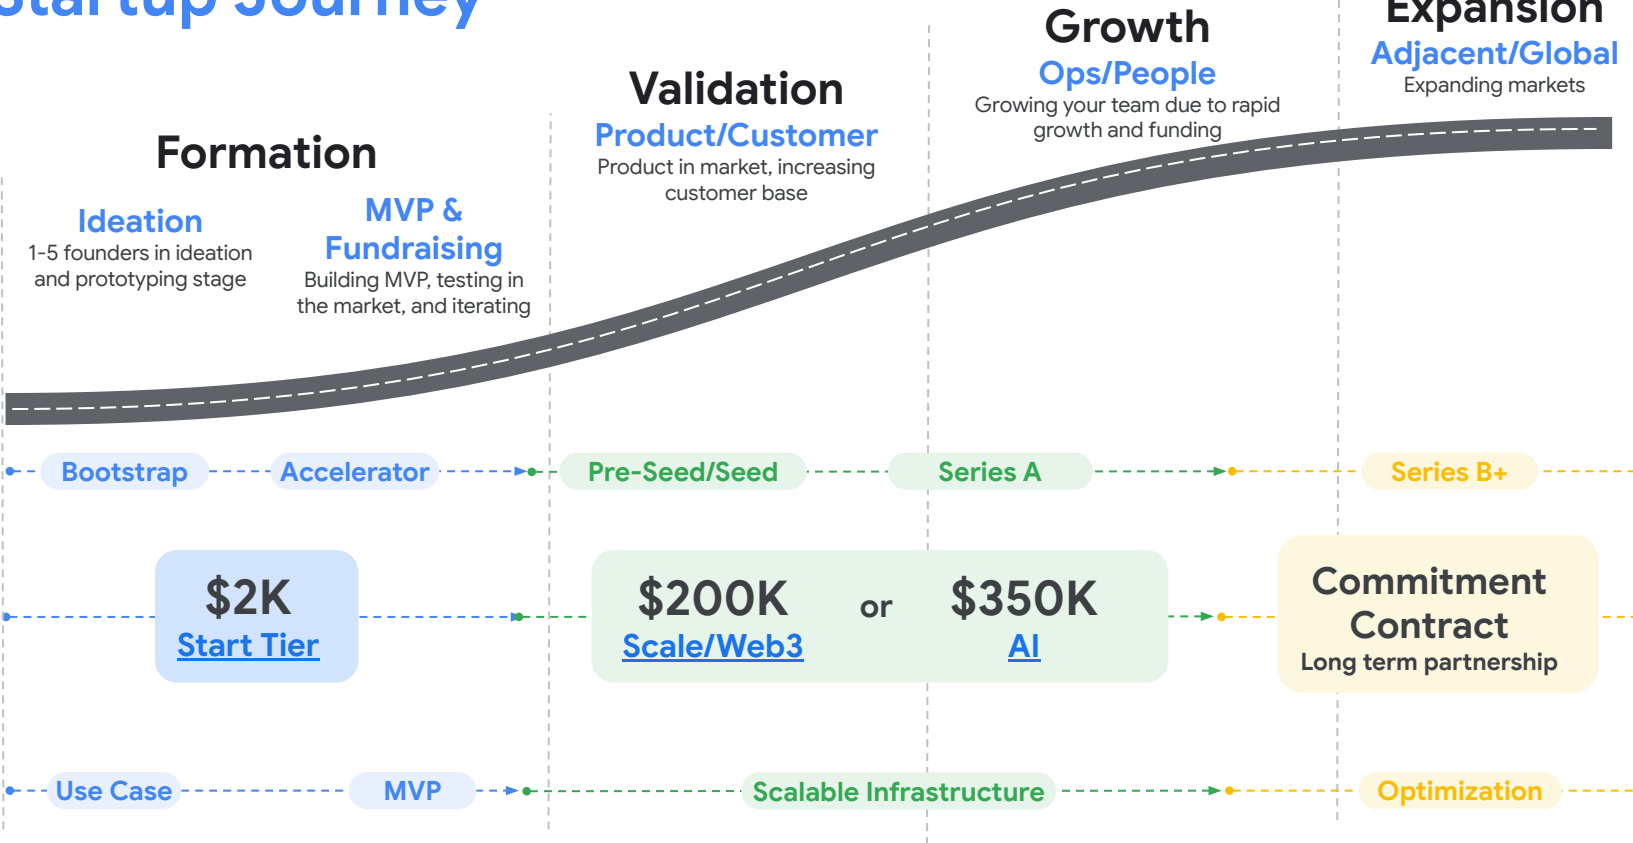 Startup Journey
Formation
Ideation
1-5 founders in ideation
and prototyping stage
MVP &
Fundraising
Building MVP, testing in
the market, and iterating
Validation
Product/Customer
Product in market, increasing
customer base
Growth
Ops/People
Growing your team due to rapid
growth and funding
Expansion
Adjacent/Global
Expanding markets
Bootstrap
Accelerator
Pre-Seed/Seed
Series A
Series B+
$2K
Start Tier
$200K
Scale/Web3
or
$350K
AI
Commitment
Contract
Long term partnership
Use Case
MVP
Scalable Infrastructure
Optimization